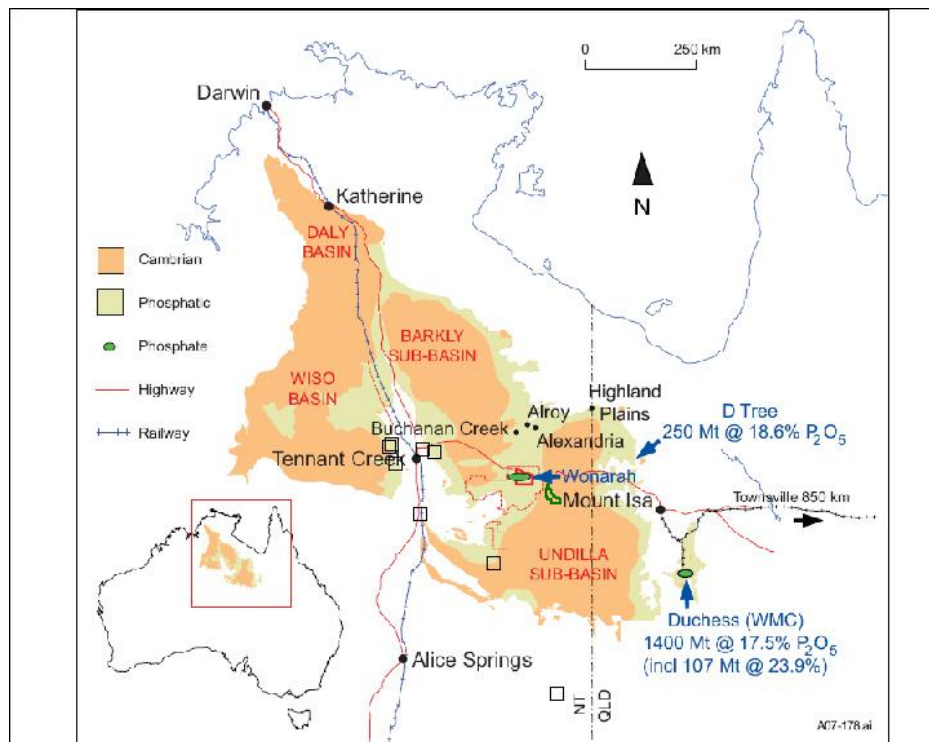 0 250 km
Darwin
N
Katherine
DALY
BASIN
Cambrian
Phosphatic
Phosphate
Highway
Railway
BARKLY
SUB-BASIN
WISO
BASIN
Highland
Plains
Alroy
Buchanan Creek
Alexandria
D Tree
250 Mt @ 18.6% P2O5
Tennant Creek
Wonarah
Mount Isa
Townsville 850 km
UNDILLA
SUB-BASIN
Duchess (WMC)
1400 Mt @ 17.5% P2O5
(incl 107 Mt @ 23.9%)
Alice Springs
NT
QLD
A07-178.ai